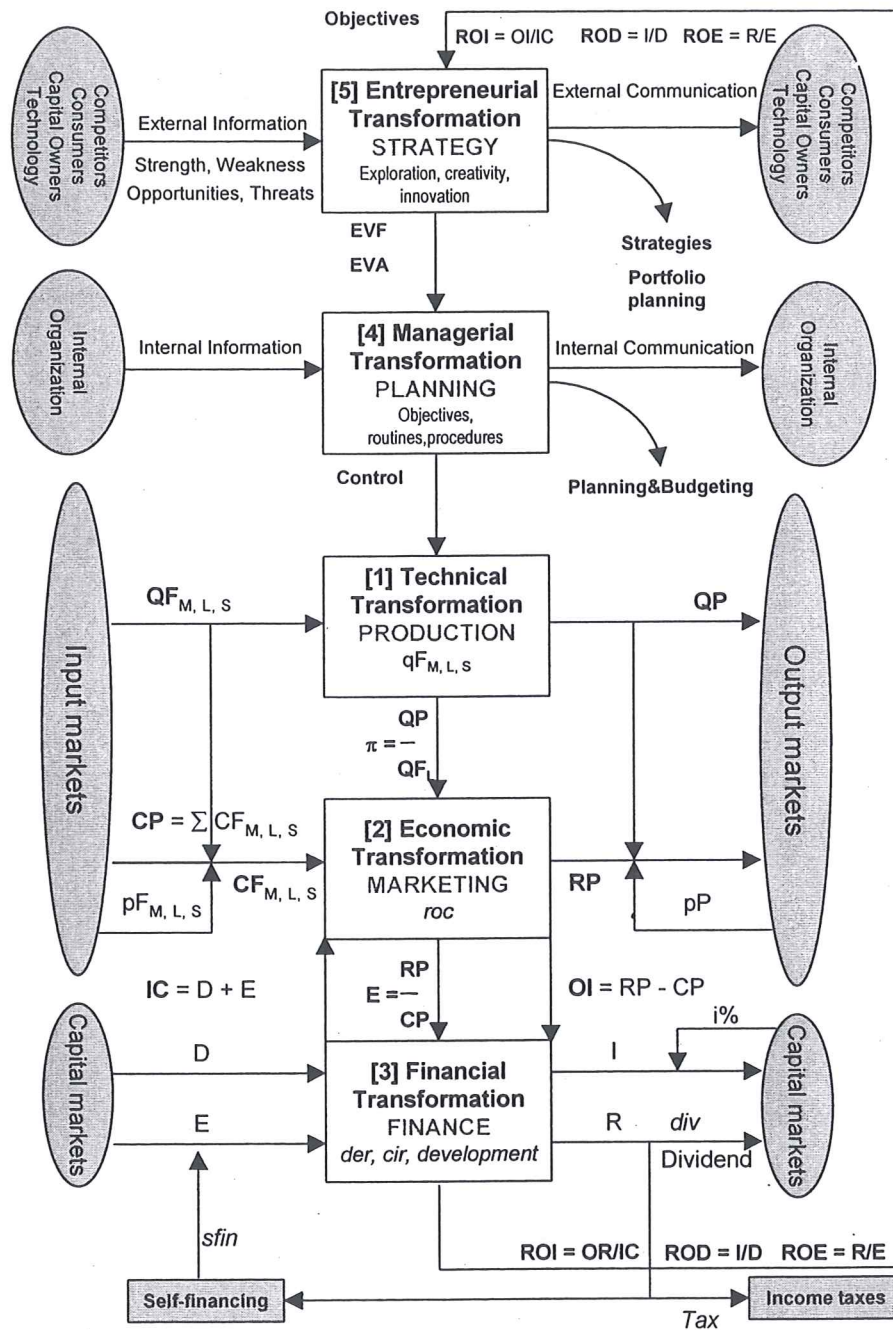 Objectives
ROI = OI/IC ROD = I/D ROE = R/E
Competitors
Consumers
Capital Owners
Technology
External Information
Strength, Weakness
Opportunities, Threats
[5] Entrepreneurial
Transformation
STRATEGY
Exploration, creativity,
innovation
External Communication
Competitors
Consumers
Capital Owners
Technology
Strategies
Portfolio
planning
EVF
EVA
Internal
Organization
Internal Information
[4] Managerial
Transformation
PLANNING
Objectives,
routines,procedures
Internal Communication
Internal
Organization
Planning&Budgeting
Control
Input markets
QF M, L, S
[1] Technical
Transformation
PRODUCTION
qF M, L, S
QP
Output markets
QP
π = —
QF L
CP = ∑ CF M, L, S
CF M, L, S
pF M, L, S
[2] Economic
Transformation
MARKETING
roc
RP
pP
IC = D + E
RP
E = —
CP
OI = RP - CP
i%
Capital markets
D
E
[3] Financial
Transformation
FINANCE
der, cir, development
I
R div
Dividend
Capital markets
sfin
ROI = OR/IC ROD = I/D ROE = R/E
Self-financing
Tax
Income taxes